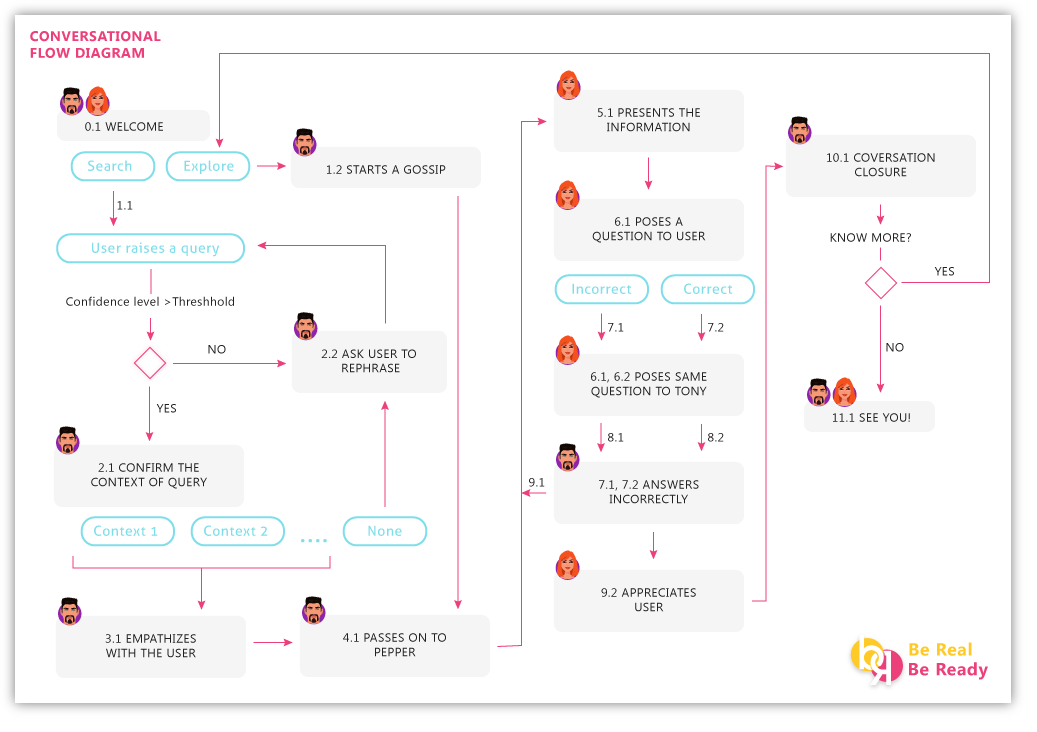 CONVERSATIONAL
FLOW DIAGRAM
0.1 WELCOME
Search
Explore
1.1
1.2 STARTS A GOSSIP
User raises a query
Confidence level >Threshhold
NO
YES
2.2 ASK USER TO
REPHRASE
2.1 CONFIRM THE
CONTEXT OF QUERY
Context 1
Context 2
....
None
3.1 EMPATHIZES
WITH THE USER
4.1 PASSES ON TO
PEPPER
5.1 PRESENTS THE
INFORMATION
6.1 POSES A
QUESTION TO USER
Incorrect
Correct
7.1
7.2
6.1, 6.2 POSES SAME
QUESTION TO TONY
8.1
8.2
7.1, 7.2 ANSWERS
INCORRECTLY
9.1
9.2 APPRECIATES
USER
10.1 COVERSATION
CLOSURE
KNOW MORE?
YES
NO
11.1 SEE YOU!
Be Real
Be Ready